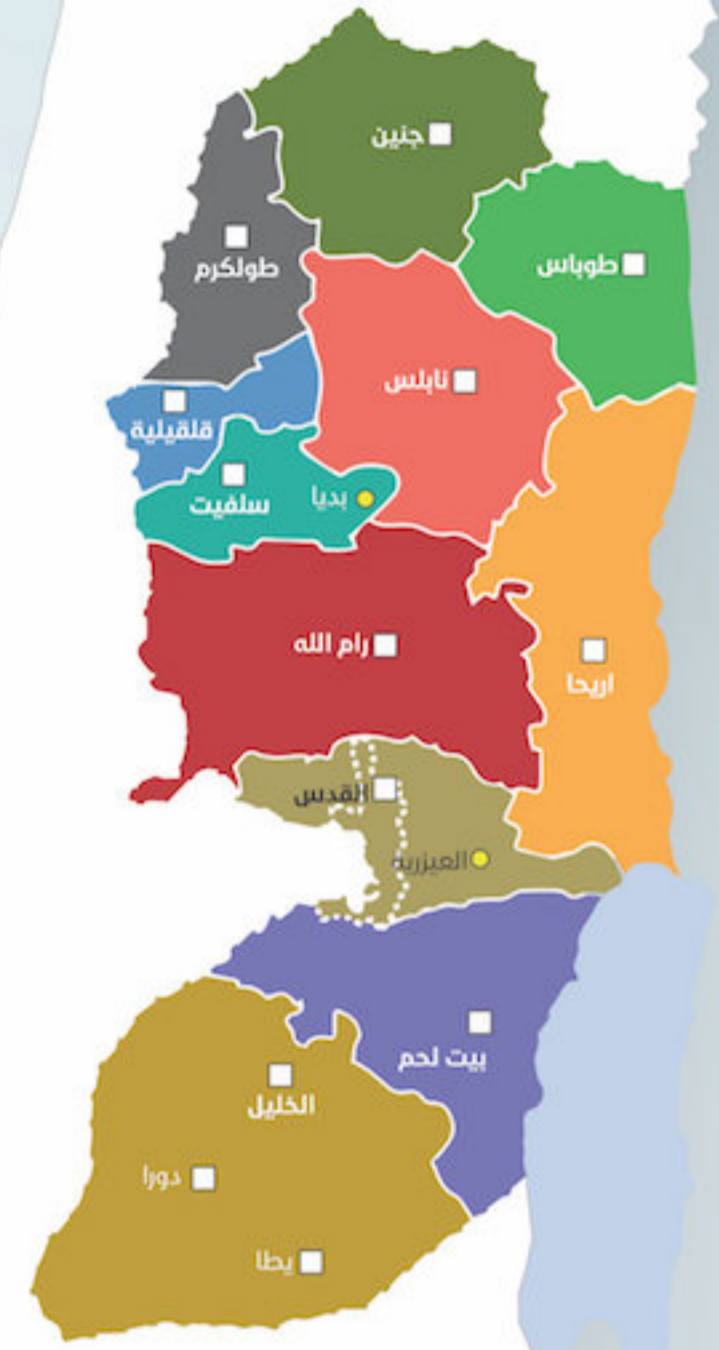 جنين
طولكرم
طوباس
نابلس
قلقيلية
سلفيت
بديا
رام الله
اريحا
القدس
العيزرية
بيت لحم
الخليل
دورا
يطا